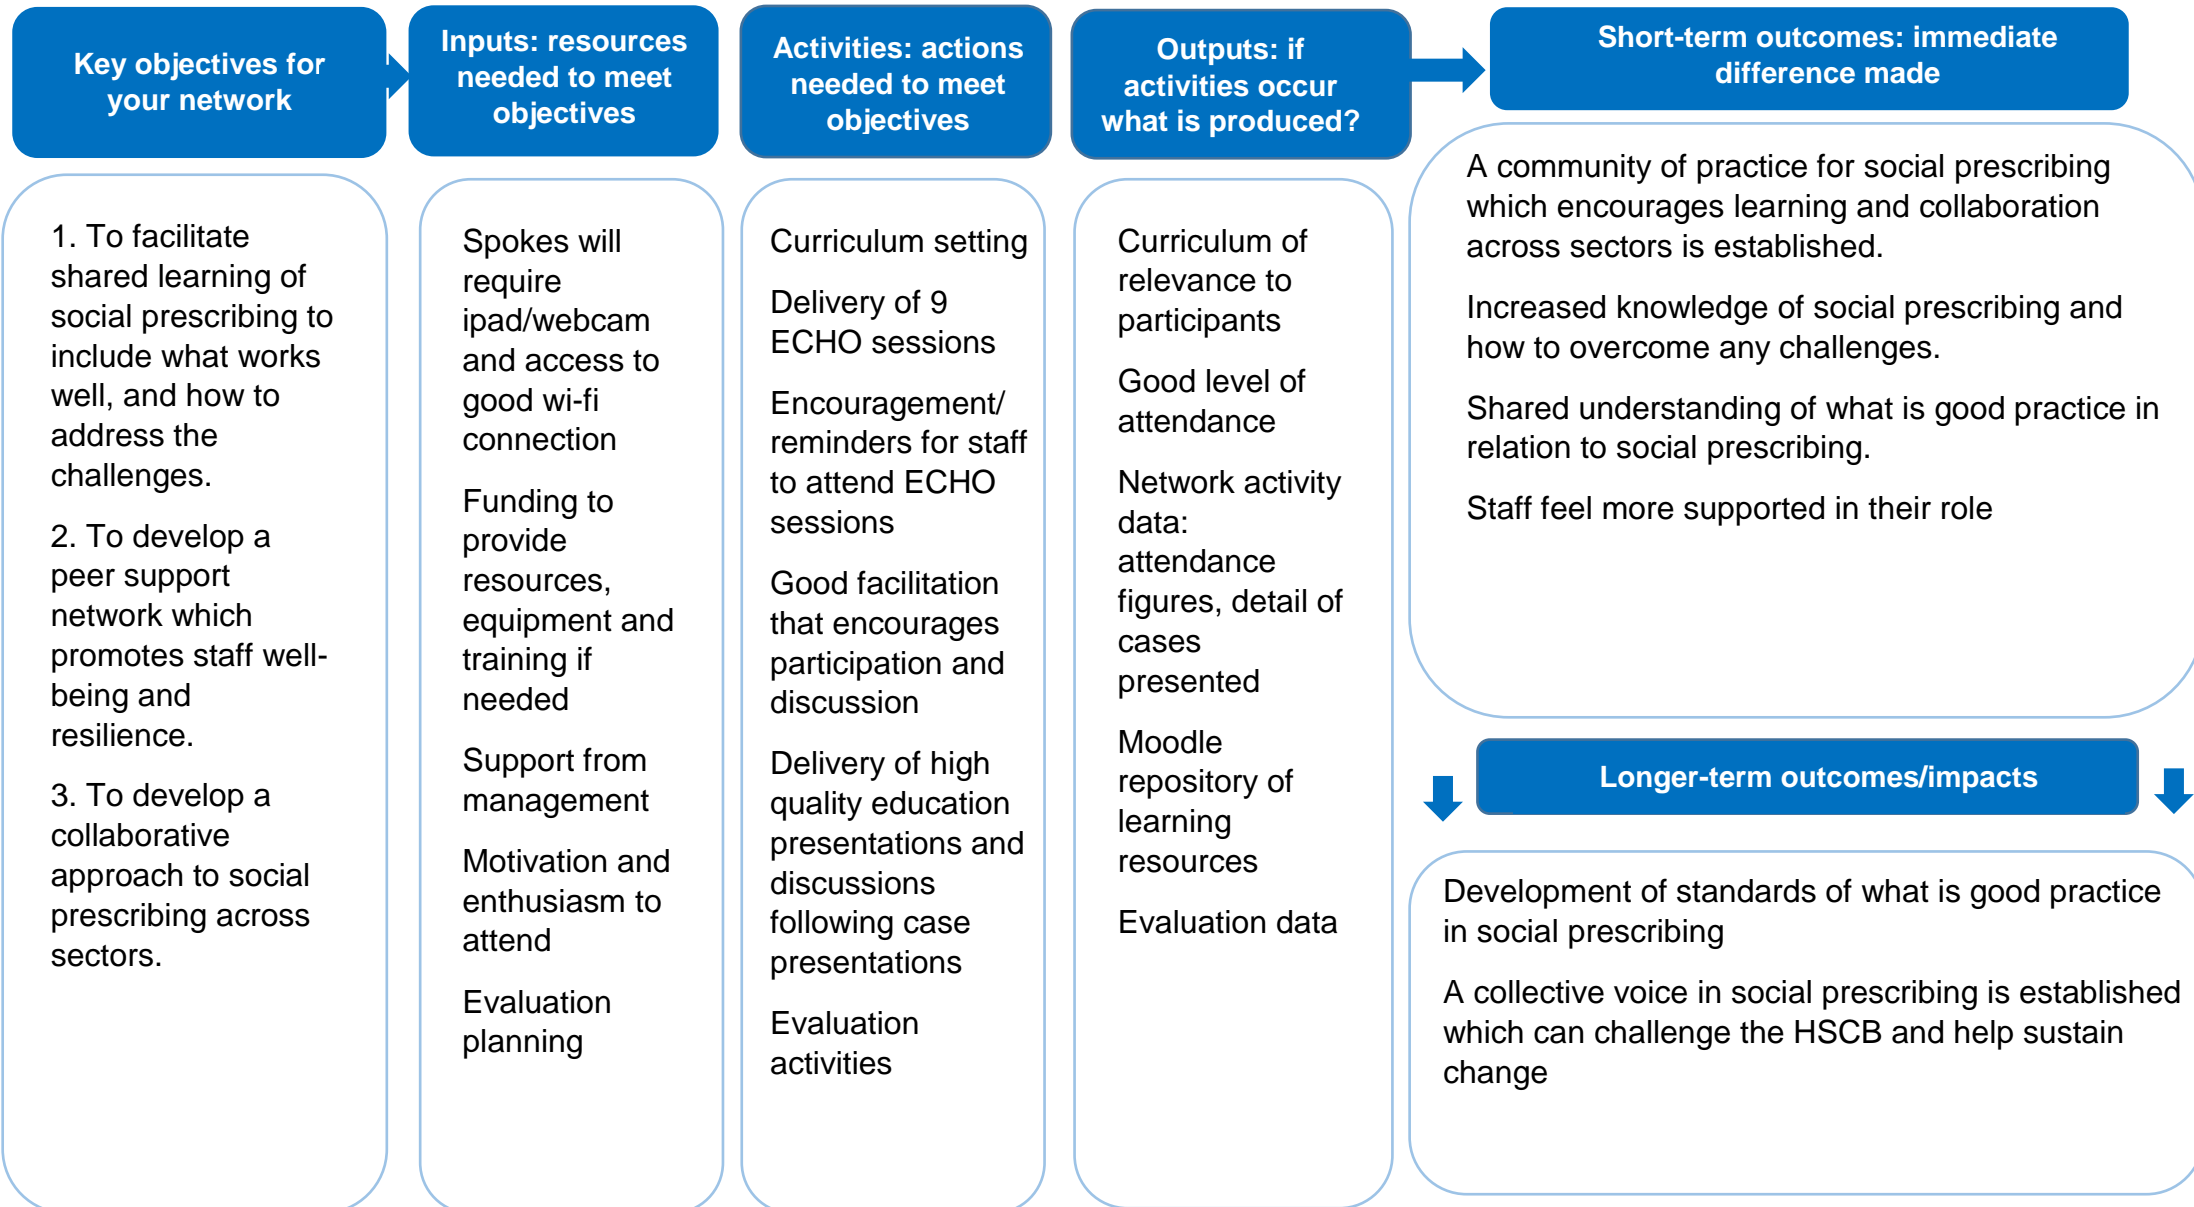 Key objectives for
your network
1. To facilitate
shared learning of
social prescribing to
include what works
well, and how to
address the
challenges.
2. To develop a
peer support
network which
promotes staff well-
being and
resilience.
3. To develop a
collaborative
approach to social
prescribing across
sectors.
Inputs: resources
needed to meet
objectives
Spokes will
require
ipad/webcam
and access to
good wi-fi
connection
Funding to
provide
resources,
equipment and
training if
needed
Support from
management
Motivation and
enthusiasm to
attend
Evaluation
planning
Activities: actions
needed to meet
objectives
Curriculum setting
Delivery of 9
ECHO sessions
Encouragement/
reminders for staff
to attend ECHO
sessions
Good facilitation
that encourages
participation and
discussion
Delivery of high
quality education
presentations and
discussions
following case
presentations
Evaluation
activities
Outputs: if
activities occur
what is produced?
Curriculum of
relevance to
participants
Good level of
attendance
Network activity
data:
attendance
figures, detail of
cases
presented
Moodle
repository of
learning
resources
Evaluation data
Short-term outcomes: immediate
difference made
A community of practice for social prescribing
which encourages learning and collaboration
across sectors is established.
Increased knowledge of social prescribing and
how to overcome any challenges.
Shared understanding of what is good practice in
relation to social prescribing.
Staff feel more supported in their role
Longer-term outcomes/impacts
Development of standards of what is good practice
in social prescribing
A collective voice in social prescribing is established
which can challenge the HSCB and help sustain
change